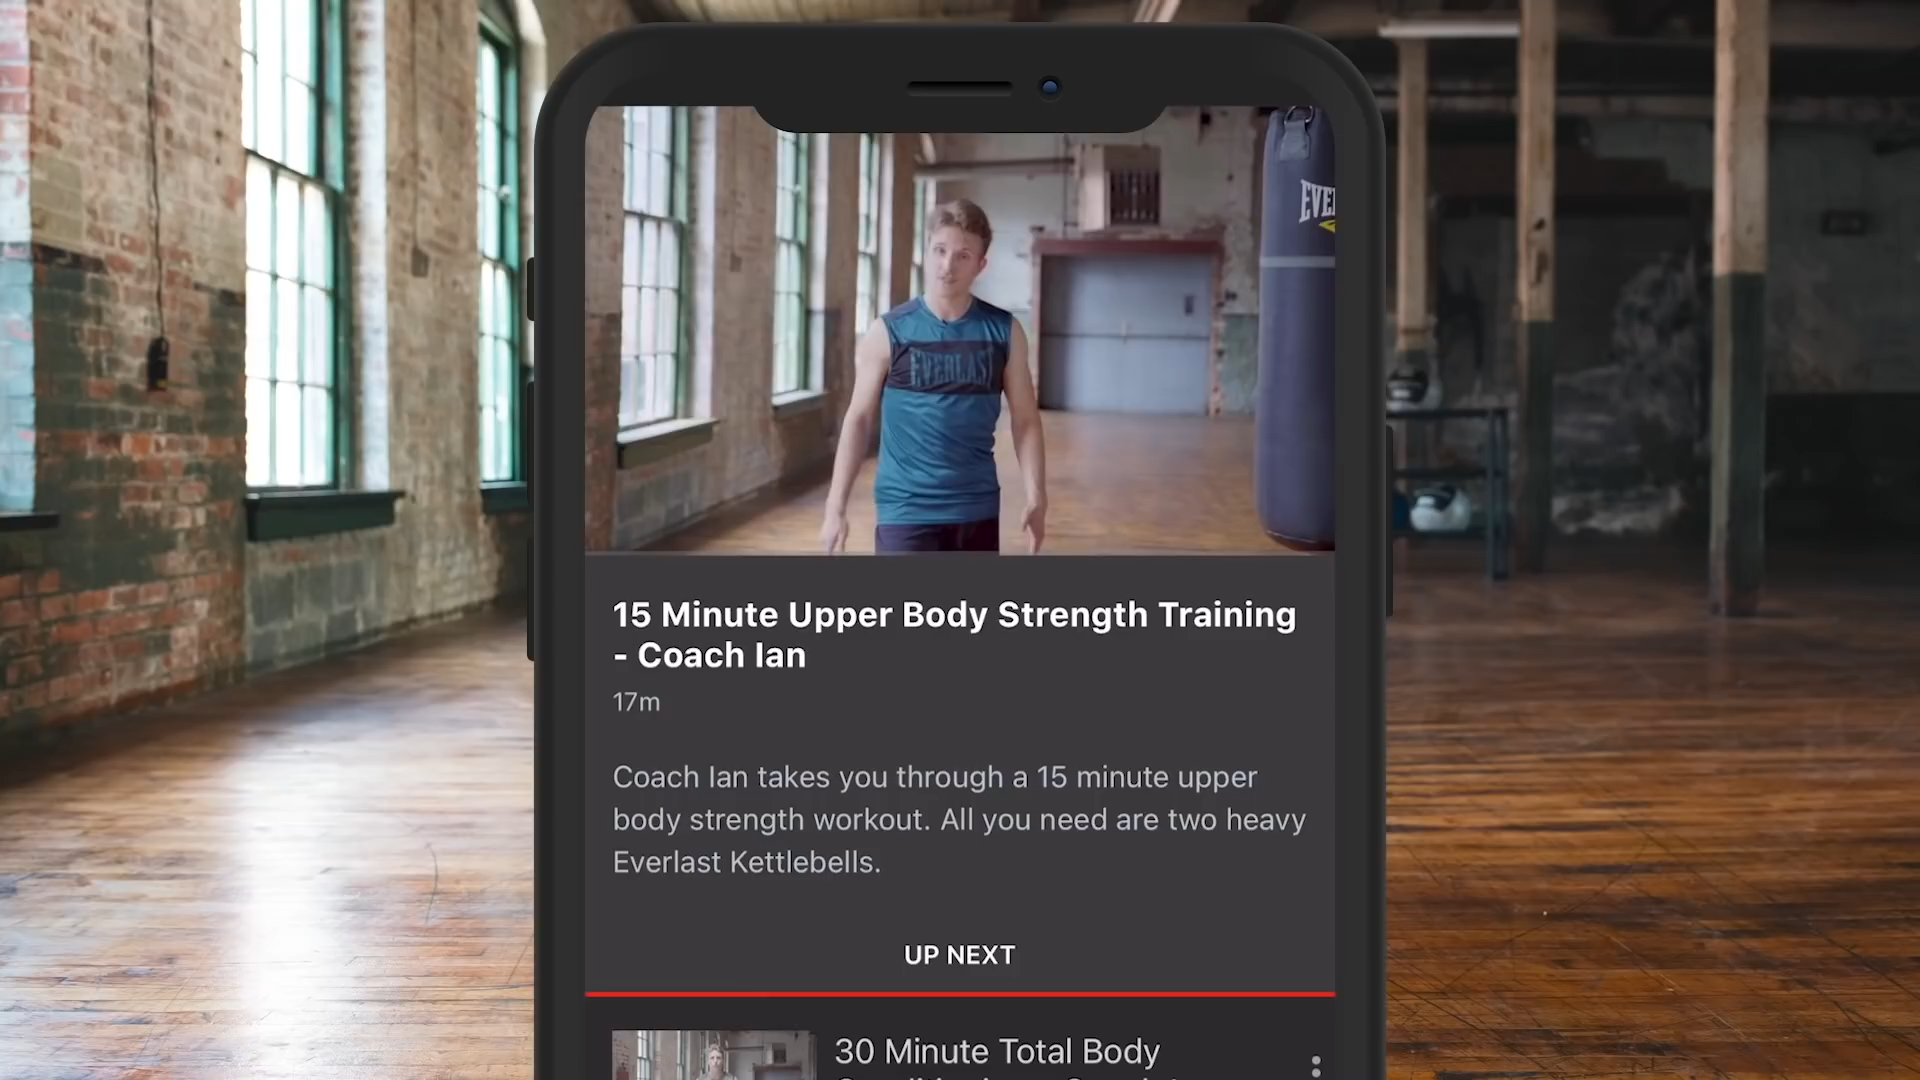 EVERLAST
15 Minute Upper Body Strength Training
- Coach Ian
17m
Coach Ian takes you through a 15 minute upper
body strength workout. All you need are two heavy
Everlast Kettlebells.
UP NEXT
30 Minute Total Body